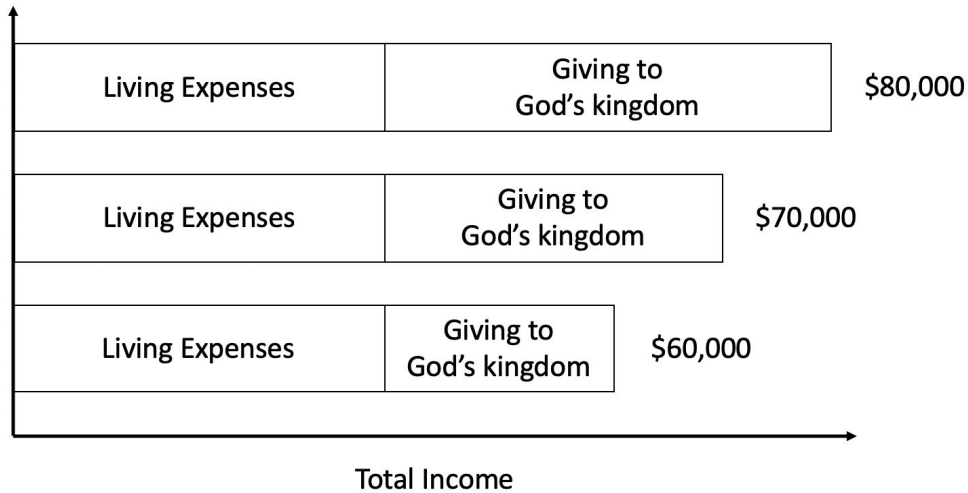 Living Expenses
Giving to
God’s kingdom
$80,000
Living Expenses
Giving to
God’s kingdom
$70,000
Living Expenses
Giving to
God’s kingdom
$60,000
Total Income